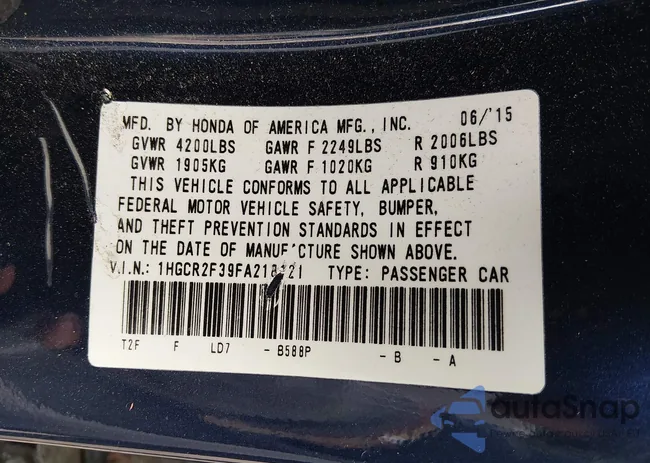 MFD. BY HONDA OF AMERICA MFG., INC. 06/'15
GVWR 4200LBS GAWR F 2249LBS R 2006LBS
GVWR 1905KG GAWR F 1020KG R 910KG
THIS VEHICLE CONFORMS TO ALL APPLICABLE
FEDERAL MOTOR VEHICLE SAFETY, BUMPER,
AND THEFT PREVENTION STANDARDS IN EFFECT
ON THE DATE OF MANUFACTURE SHOWN ABOVE.
V.I.N.: TYPE: PASSENGER CAR
T2F F LD7 - B588P - B - A
autoSnap